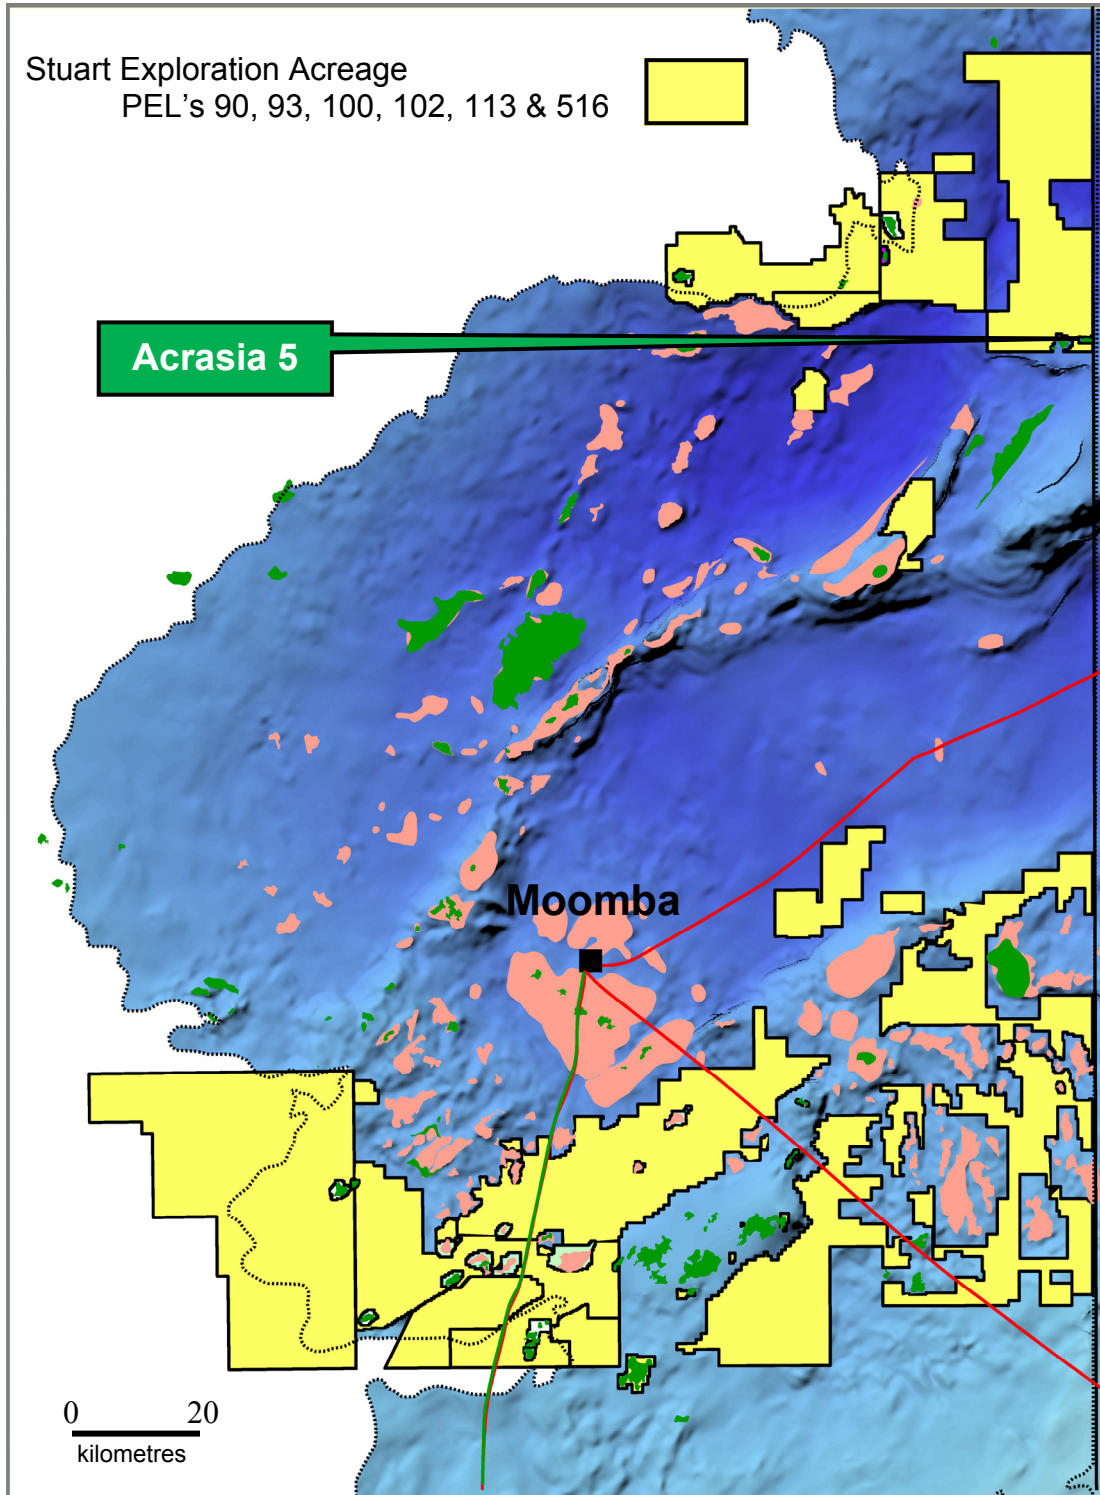 Stuart Exploration Acreage
PEL's 90, 93, 100, 102, 113 & 516
Acrasia 5
Moomba
0 20
kilometres